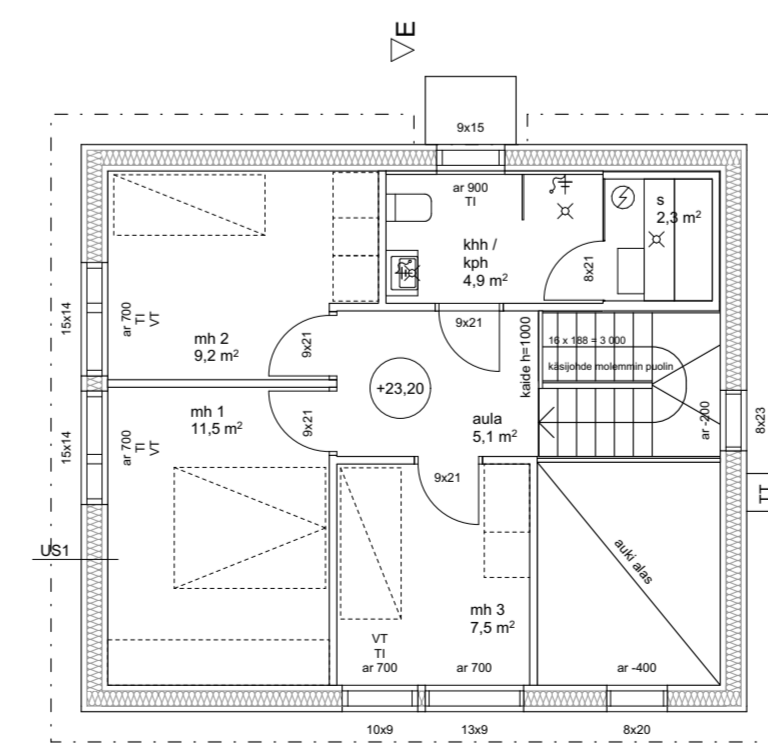 E
9x15
ar 900
TI
khh /
kph
4,9 m²
s
2,3 m²
8x21
15x14
ar 700
TI
VT
mh 2
9,2 m²
9x21
9x21
kaide h=1000
16 x 188 = 3 000
käsijohde molemmin puolin
+23,20
mh 1
11,5 m²
9x21
aula
5,1 m²
ar -200
8x23
15x14
ar 700
TI
VT
9x21
TT
US1
auki alas
mh 3
7,5 m²
VT
TI
ar 700
ar 700
ar -400
10x9
13x9
8x20